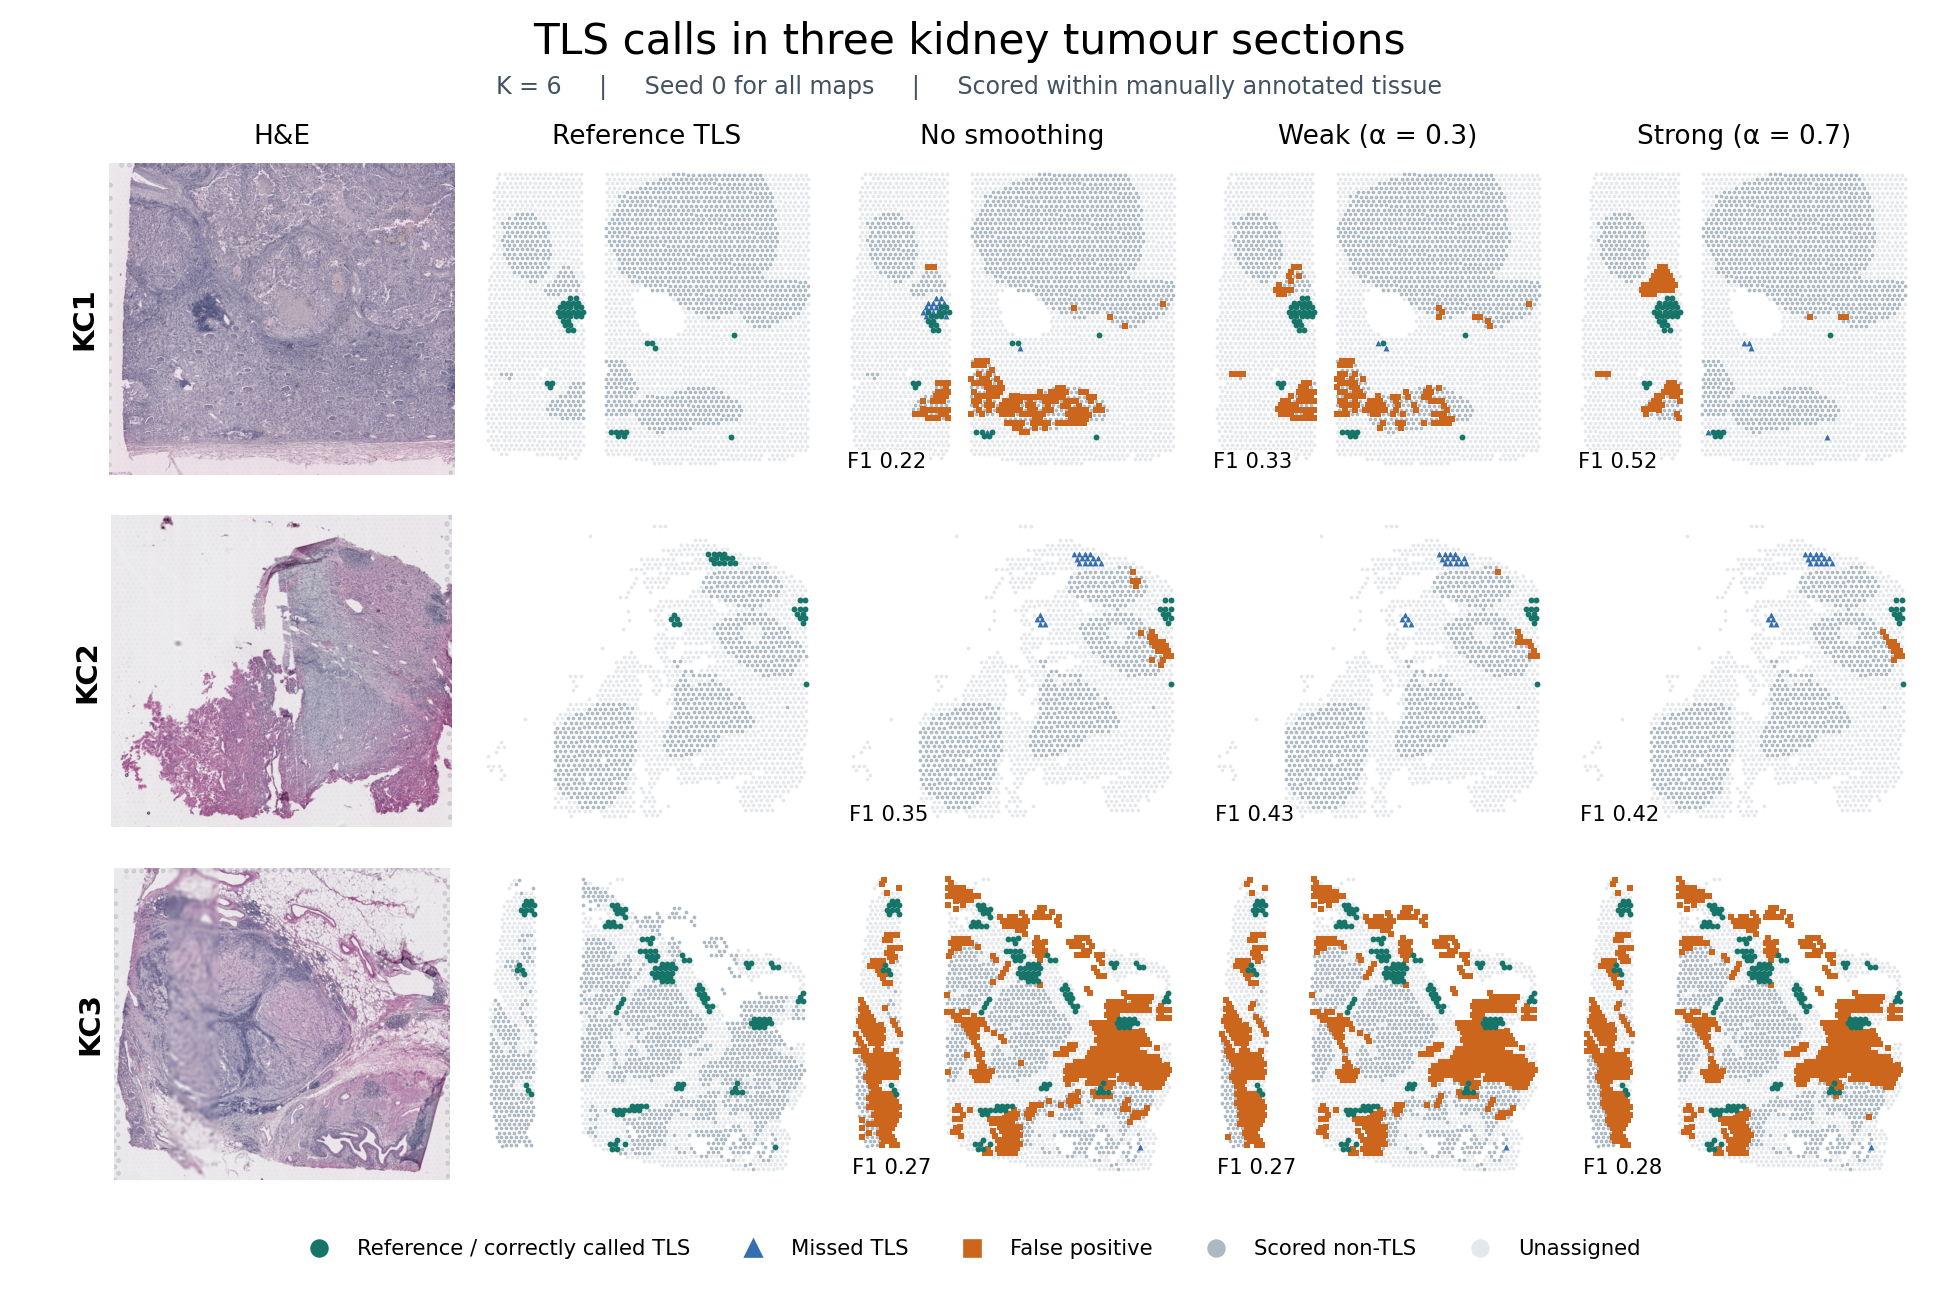 TLS calls in three kidney tumour sections
K = 6 | Seed 0 for all maps | Scored within manually annotated tissue
H&E Reference TLS No smoothing Weak (α = 0.3) Strong (α = 0.7)
KC1
F1 0.22 F1 0.33 F1 0.52
KC2
F1 0.35 F1 0.43 F1 0.42
KC3
F1 0.27 F1 0.27 F1 0.28
Reference / correctly called TLS Missed TLS False positive Scored non-TLS Unassigned